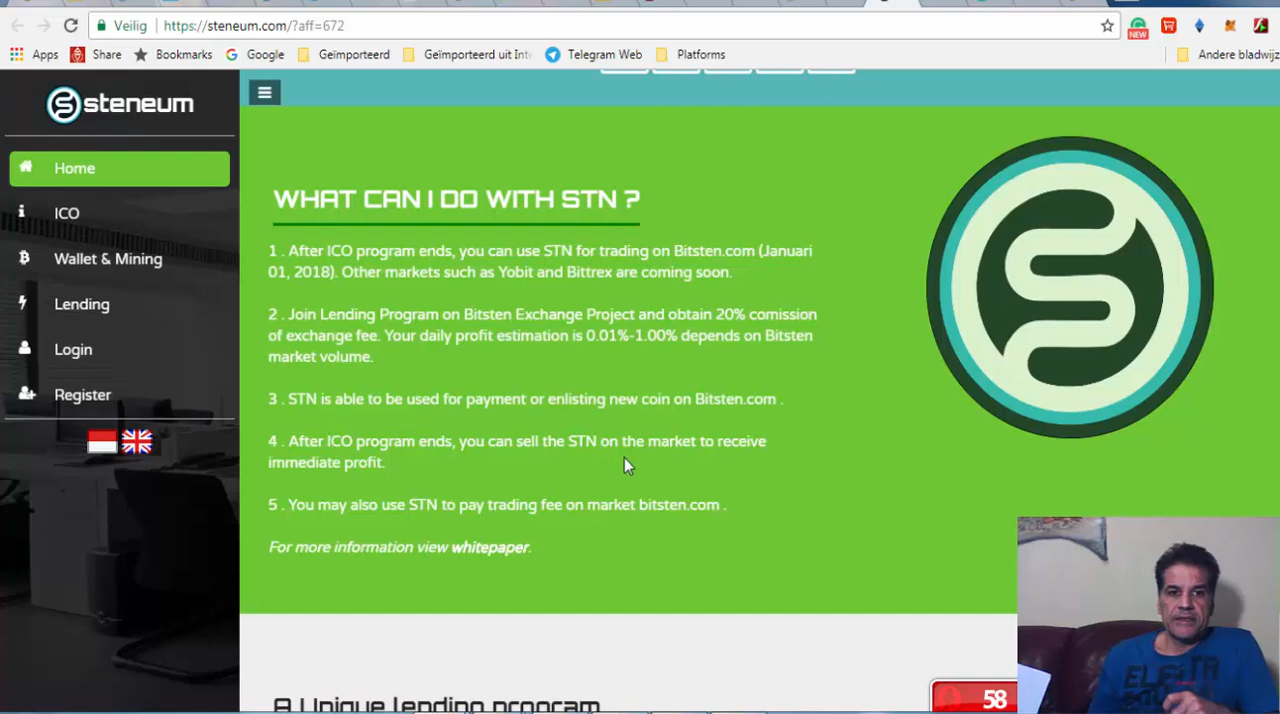 Veilig
https://steneum.com/?aff=672
NEW
Apps
Share
Bookmarks
Google
Geïmporteerd
Geïmporteerd uit Inte
Telegram Web
Platforms
Andere bladwijz
steneum
Home
ICO
Wallet & Mining
Lending
Login
Register
WHAT CAN I DO WITH STN ?
1 . After ICO program ends, you can use STN for trading on Bitsten.com (Januari
01, 2018). Other markets such as Yobit and Bittrex are coming soon.
2 . Join Lending Program on Bitsten Exchange Project and obtain 20% comission
of exchange fee. Your daily profit estimation is 0.01%-1.00% depends on Bitsten
market volume.
3 . STN is able to be used for payment or enlisting new coin on Bitsten.com .
4 . After ICO program ends, you can sell the STN on the market to receive
immediate profit.
5 . You may also use STN to pay trading fee on market bitsten.com .
For more information view whitepaper.
A Unique lending program
58